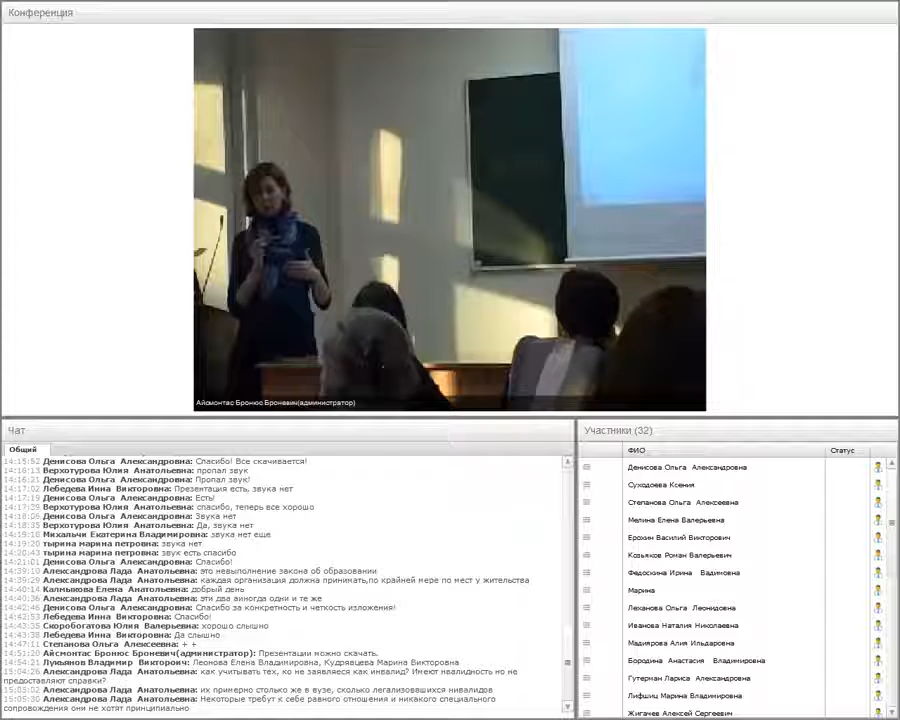 Конференция
Айсмонтас Бронюс Броневич(администратор)
Чат
Общий
14:15:52 Денисова Ольга Александровна: Спасибо! Все скачивается!
14:16:13 Верхотурова Юлия Анатольевна: пропал звук
14:16:21 Денисова Ольга Александровна: Пропал звук!
14:17:02 Лебедева Инна Викторовна: Презентация есть, звука нет
14:17:19 Денисова Ольга Александровна: Есть!
14:17:29 Верхотурова Юлия Анатольевна: спасибо, теперь все хорошо
14:18:06 Денисова Ольга Александровна: Звука нет
14:18:35 Верхотурова Юлия Анатольевна: Да, звука нет
14:19:10 Михальчи Екатерина Владимировна: звука нет еще
14:19:20 тырина марина петровна: звука нет
14:20:43 тырина марина петровна: звук есть спасибо
14:21:01 Денисова Ольга Александровна: Спасибо!
14:39:10 Александрова Лада Анатольевна: это невыполнение закона об образовании
14:39:29 Александрова Лада Анатольевна: каждая организация должна принимать,по крайней мере по мест у жительства
14:40:14 Калмыкова Елена Анатольевна: добрый день
14:40:36 Александрова Лада Анатольевна: эти два виногда одни и те же
14:42:46 Денисова Ольга Александровна: Спасибо за конкретность и четкость изложения!
14:42:53 Лебедева Инна Викторовна: Спасибо!
14:43:35 Скоробогатова Юлия Валерьевна: хорошо слышно
14:43:38 Лебедева Инна Викторовна: Да слышно
14:47:11 Степанова Ольга Алексеевна: + +
14:51:20 Айсмонтас Бронюс Броневич(администратор): Презентации можно скачать.
14:54:21 Лукьянов Владимир Викторович: Леонова Елена Владимировна, Кудрявцева Марина Викторовна
15:04:26 Александрова Лада Анатольевна: как учитывать тех, ко не заявляеся как инвалид? Имеют нвалидность но не
предоставляют справки?
15:05:02 Александрова Лада Анатольевна: их примерно столько же в вузе, сколько легализовавшихся нивалидов
15:05:30 Александрова Лада Анатольевна: Некоторые требут к себе равного отношения и никакого специального
сопровождения они не хотят принципиально
Участники (32)
ФИО Статус
Денисова Ольга Александровна
Суходоева Ксения
Степанова Ольга Алексеевна
Мелина Елена Валерьевна
Ерохин Василий Викторович
Козьяков Роман Валерьевич
Федоскина Ирина Вадимовна
Марина
Леханова Ольга Леонидовна
Иванова Наталия Николаевна
Мадиярова Алия Ильдаровна
Бородина Анастасия Владимировна
Гутерман Лариса Александровна
Лифшиц Марина Владимировна
Жигачев Алексей Сергеевич